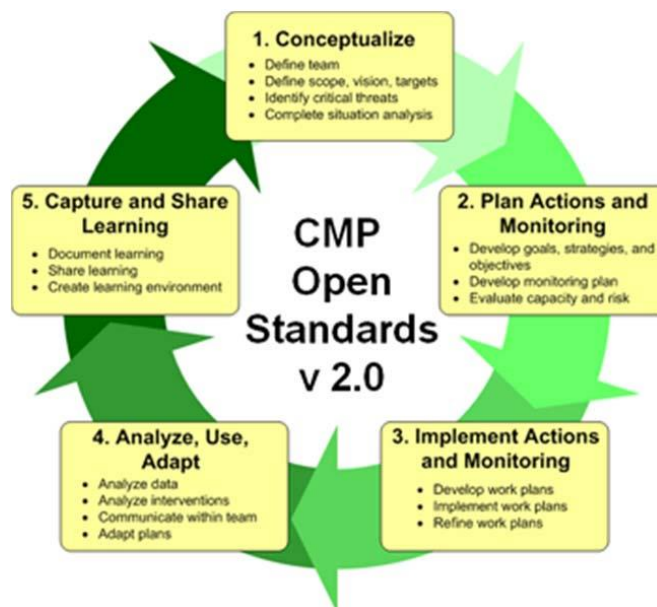 1. Conceptualize
• Define team
• Define scope, vision, targets
• Identify critical threats
• Complete situation analysis
2. Plan Actions and
Monitoring
• Develop goals, strategies, and
objectives
• Develop monitoring plan
• Evaluate capacity and risk
3. Implement Actions
and Monitoring
• Develop work plans
• Implement work plans
• Refine work plans
4. Analyze, Use,
Adapt
• Analyze data
• Analyze interventions
• Communicate within team
• Adapt plans
5. Capture and Share
Learning
• Document learning
• Share learning
• Create learning environment
CMP
Open
Standards
v 2.0